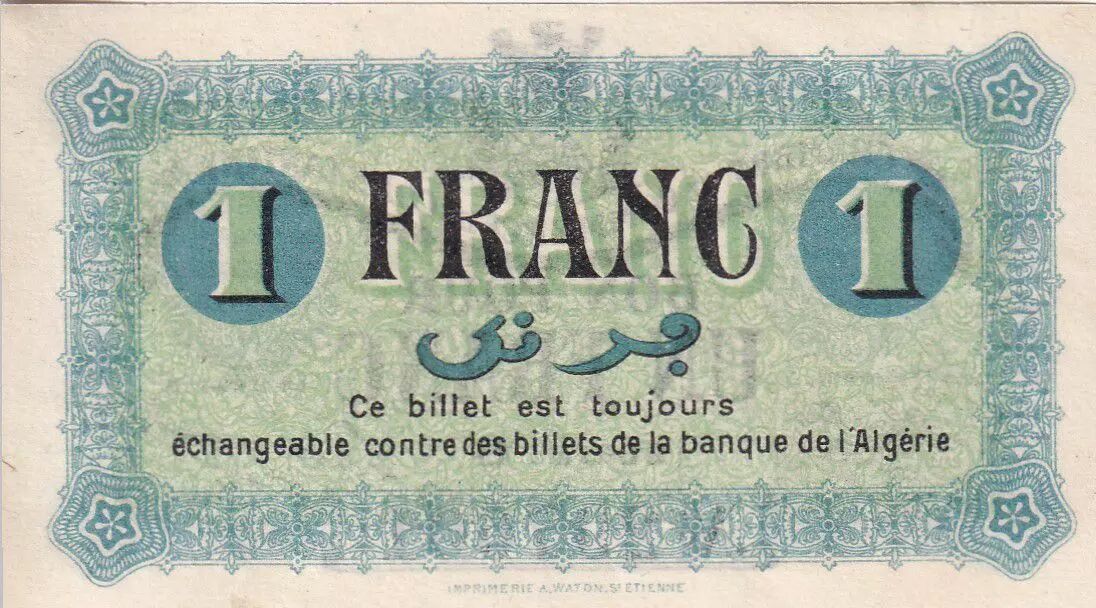 1 FRANC 1
ڢرنك
Ce billet est toujours
échangeable contre des billets de la banque de l'Algérie
IMPRIMERIE A. WATON, St ETIENNE